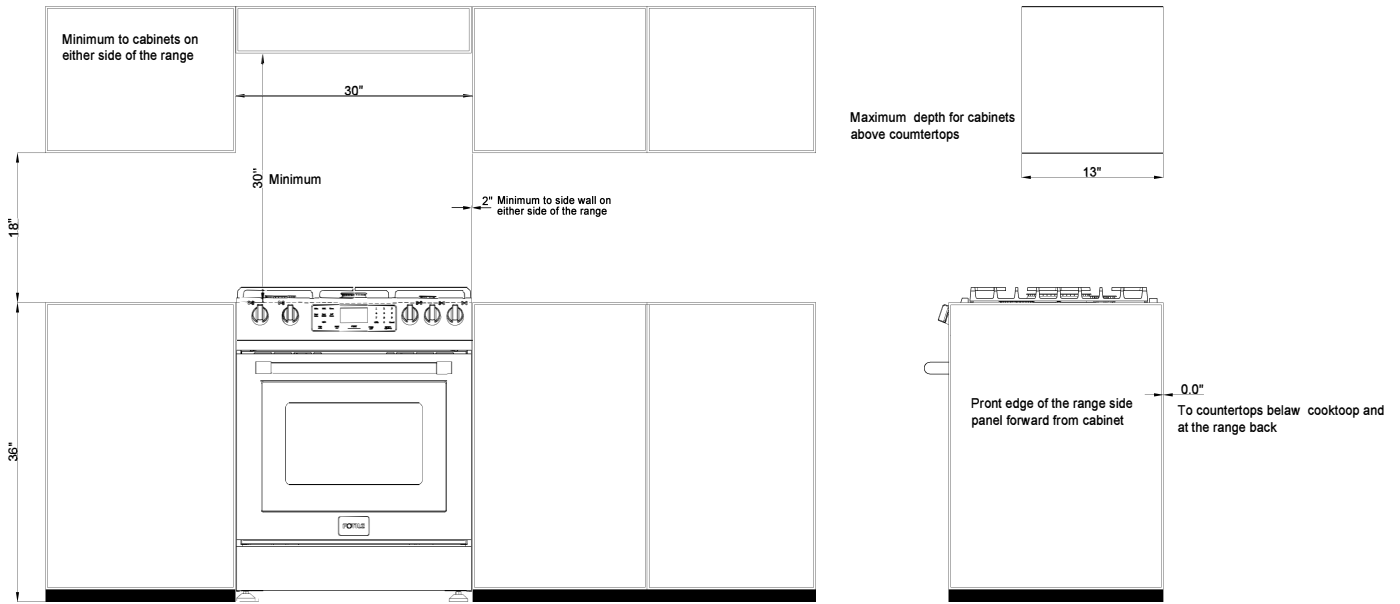 Minimum to cabinets on
either side of the range
30"
30" Minimum
2" Minimum to side wall on
either side of the range
18"
36"
FOTILE
Maximum depth for cabinets
above coumtertops
13"
Pront edge of the range side
panel forward from cabinet
0.0"
To countertops belaw cooktoop and
at the range back